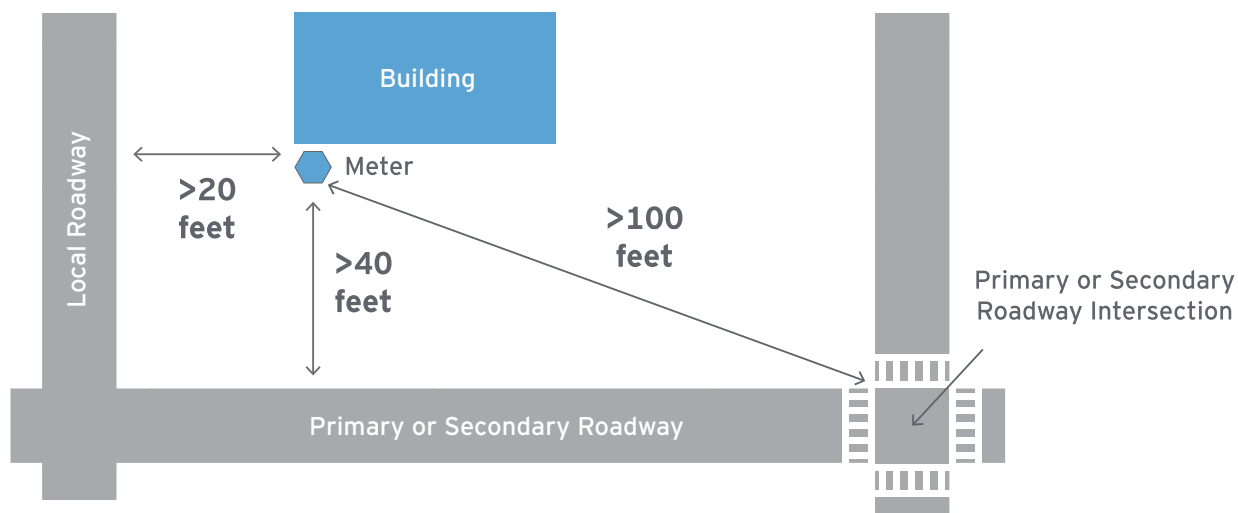 Building
Local Roadway
Meter
>20
feet
>100
feet
>40
feet
Primary or Secondary
Roadway Intersection
Primary or Secondary Roadway